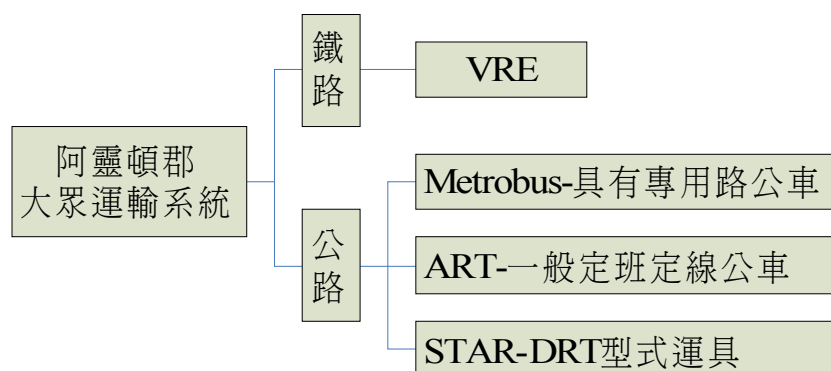 鐵
路
VRE
阿靈頓郡
大眾運輸系統
公
路
Metrobus-具有專用路公車
ART-一般定班定線公車
STAR-DRT型式運具